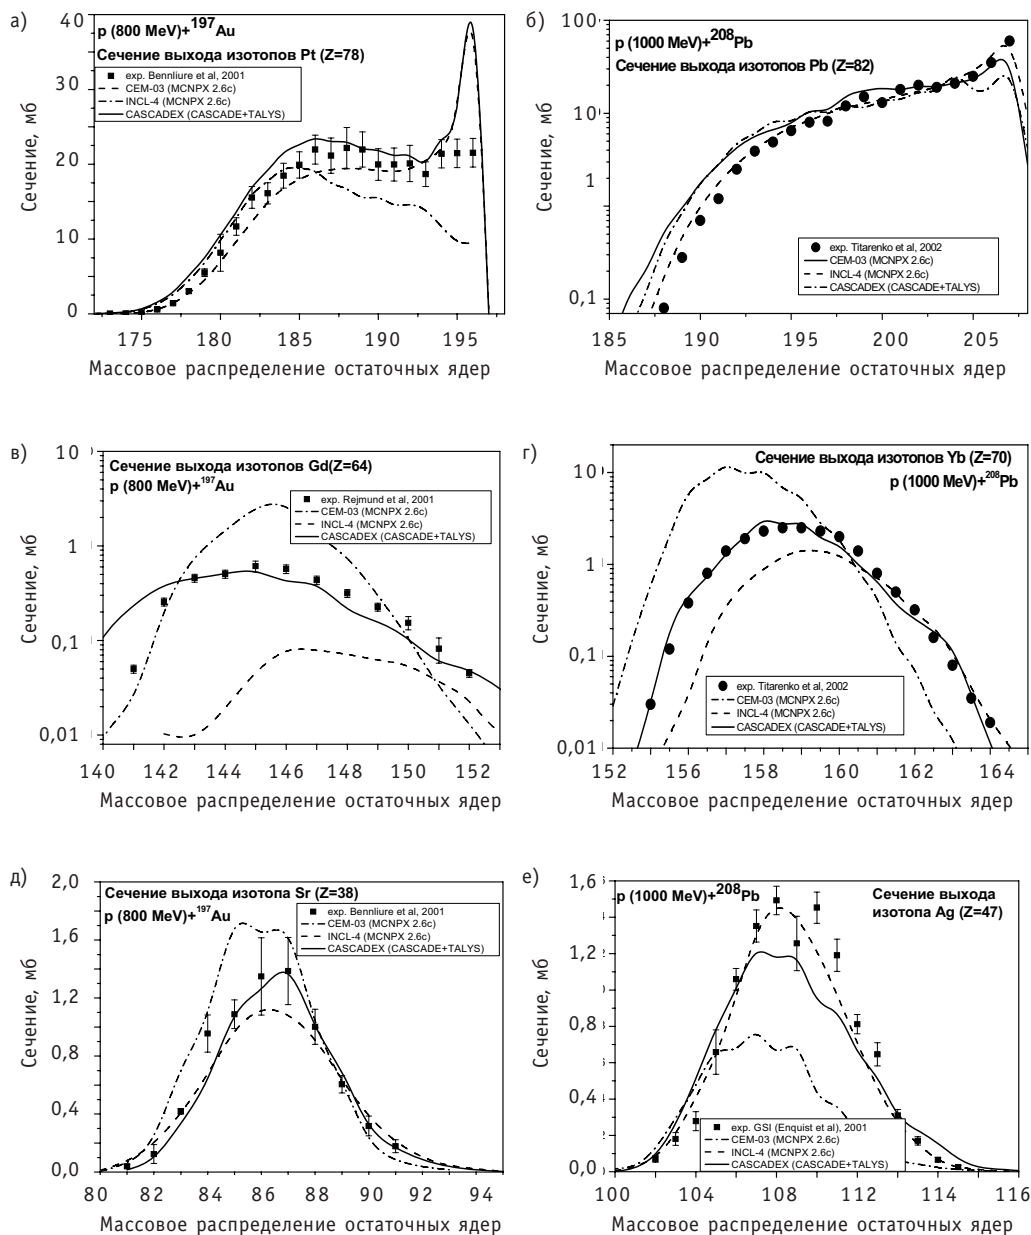 а)
p (800 MeV)+197Au
Сечение выхода изотопов Pt (Z=78)
exp. Bennliure et al, 2001
CEM-03 (MCNPX 2.6c)
INCL-4 (MCNPX 2.6c)
CASCADEX (CASCADE+TALYS)
Сечение, мб
40
30
20
10
0
175 180 185 190 195
Массовое распределение остаточных ядер
б)
p (1000 MeV)+208Pb
Сечение выхода изотопов Pb (Z=82)
exp. Titarenko et al, 2002
CEM-03 (MCNPX 2.6c)
INCL-4 (MCNPX 2.6c)
CASCADEX (CASCADE+TALYS)
Сечение, мб
100
10
1
0,1
185 190 195 200 205
Массовое распределение остаточных ядер
в)
Сечение выхода изотопов Gd(Z=64)
p (800 MeV)+197Au
exp. Rejmund et al, 2001
CEM-03 (MCNPX 2.6c)
INCL-4 (MCNPX 2.6c)
CASCADEX (CASCADE+TALYS)
Сечение, мб
10
1
0,1
0,01
140 142 144 146 148 150 152
Массовое распределение остаточных ядер
г)
Сечение выхода изотопов Yb (Z=70)
p (1000 MeV)+208Pb
exp. Titarenko et al, 2002
CEM-03 (MCNPX 2.6c)
INCL-4 (MCNPX 2.6c)
CASCADEX (CASCADE+TALYS)
Сечение, мб
10
1
0,1
0,01
152 154 156 158 160 162 164
Массовое распределение остаточных ядер
д)
Сечение выхода изотопа Sr (Z=38)
p (800 MeV)+197Au
exp. Bennliure et al, 2001
CEM-03 (MCNPX 2.6c)
INCL-4 (MCNPX 2.6c)
CASCADEX (CASCADE+TALYS)
Сечение, мб
2,0
1,6
1,2
0,8
0,4
0,0
80 82 84 86 88 90 92 94
Массовое распределение остаточных ядер
е)
p (1000 MeV)+208Pb
Сечение выхода
изотопа Ag (Z=47)
exp. GSI (Enquist et al), 2001
CEM-03 (MCNPX 2.6c)
INCL-4 (MCNPX 2.6c)
CASCADEX (CASCADE+TALYS)
Сечение, мб
1,6
1,2
0,8
0,4
0,0
100 104 108 112 116
Массовое распределение остаточных ядер